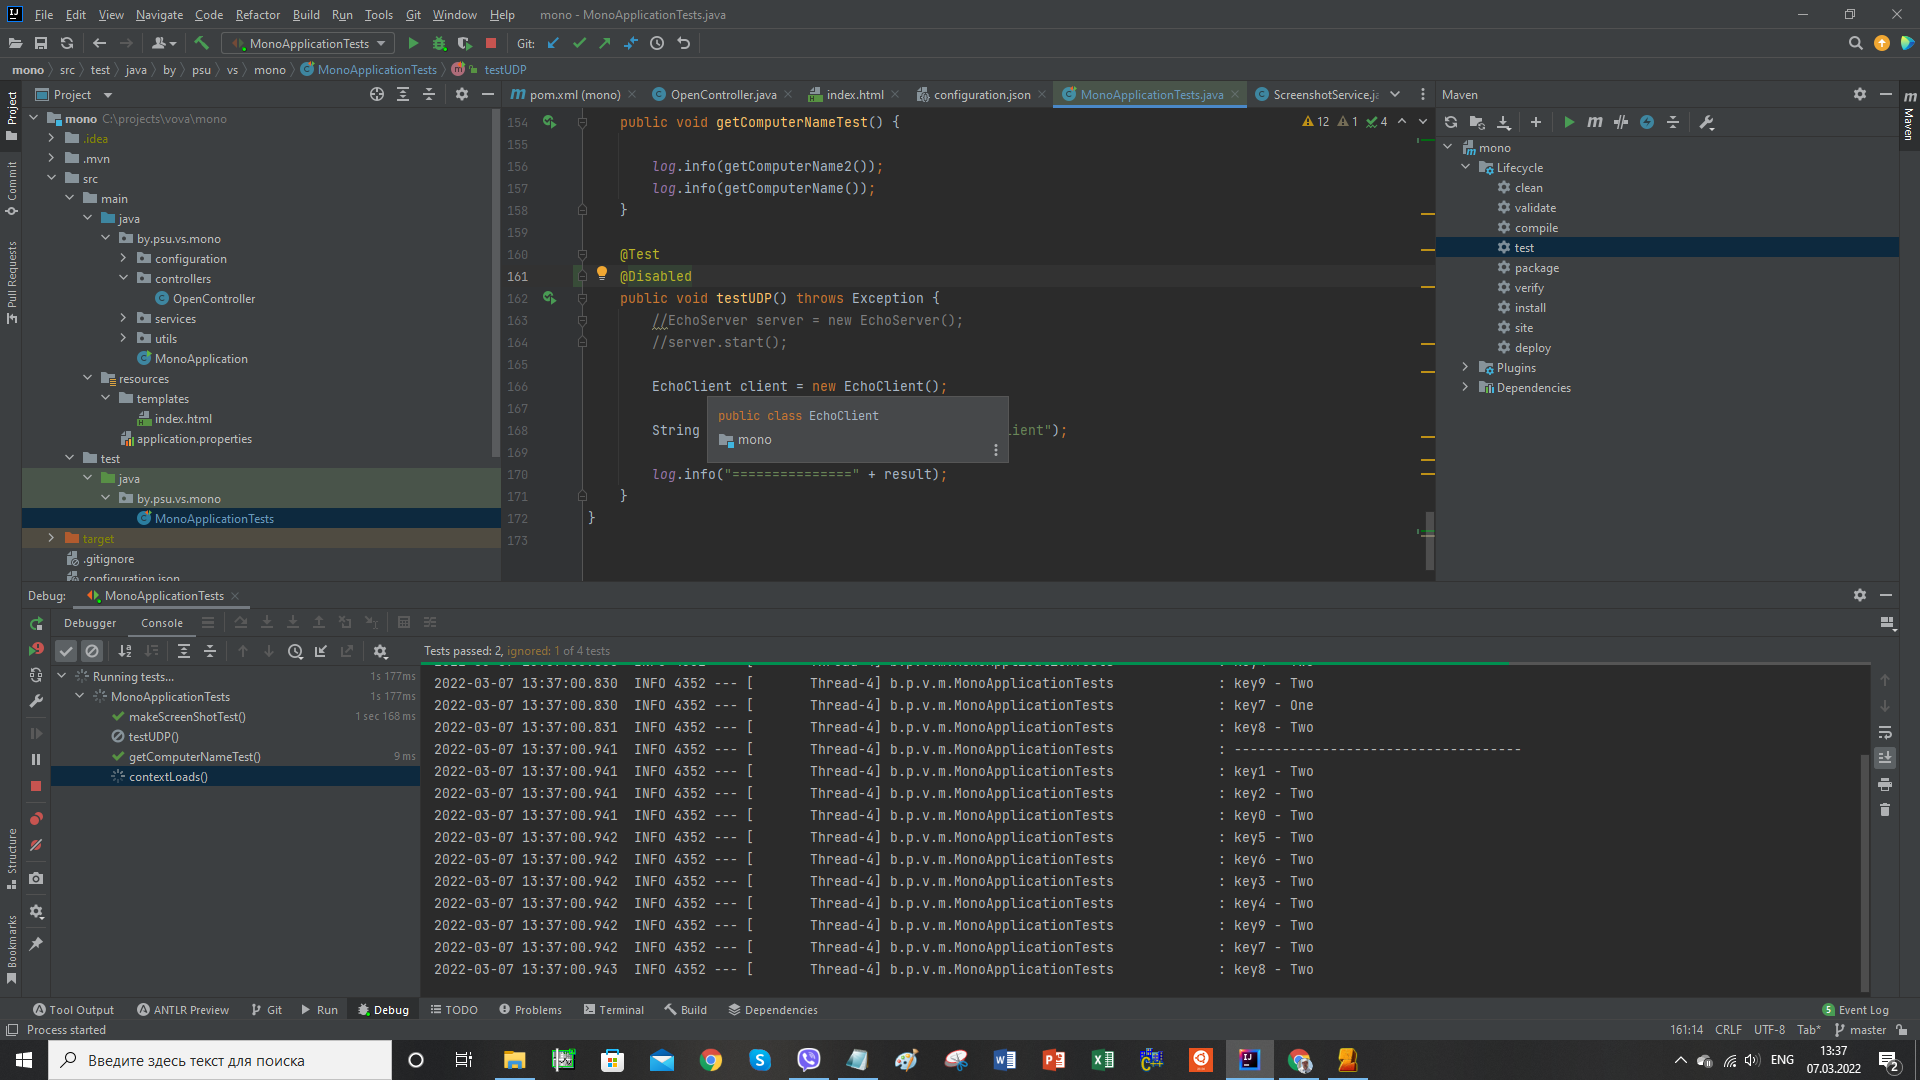 File Edit View Navigate Code Refactor Build Run Tools Git Window Help mono - MonoApplicationTests.java
MonoApplicationTests Git:
mono src test java by psu vs mono MonoApplicationTests testUDP
Project
pom.xml (mono) OpenController.java index.html configuration.json MonoApplicationTests.java ScreenshotService.ja
Maven
mono C:\projects\vova\mono
.idea
.mvn
src
main
java
by.psu.vs.mono
configuration
controllers
OpenController
services
utils
MonoApplication
resources
templates
index.html
application.properties
test
java
by.psu.vs.mono
MonoApplicationTests
target
.gitignore
configuration.json
12 1 4
154 public void getComputerNameTest() {
155
156 log.info(getComputerName2());
157 log.info(getComputerName());
158 }
159
160 @Test
161 @Disabled
162 public void testUDP() throws Exception {
163 //EchoServer server = new EchoServer();
164 //server.start();
165
166 EchoClient client = new EchoClient();
167
168 String ient");
169
170 log.info("===============" + result);
171 }
172 }
173
public class EchoClient
mono
mono
Lifecycle
clean
validate
compile
test
package
verify
install
site
deploy
Plugins
Dependencies
Project
Commit
Pull Requests
Structure
Bookmarks
Maven
Debug: MonoApplicationTests
Debugger Console
Tests passed: 2, ignored: 1 of 4 tests
Running tests... 1s 177ms
MonoApplicationTests 1s 177ms
makeScreenShotTest() 1 sec 168 ms
testUDP()
getComputerNameTest() 9 ms
contextLoads()
2022-03-07 13:37:00.830 INFO 4352 --- [ Thread-4] b.p.v.m.MonoApplicationTests : key9 - Two
2022-03-07 13:37:00.830 INFO 4352 --- [ Thread-4] b.p.v.m.MonoApplicationTests : key7 - One
2022-03-07 13:37:00.831 INFO 4352 --- [ Thread-4] b.p.v.m.MonoApplicationTests : key8 - Two
2022-03-07 13:37:00.941 INFO 4352 --- [ Thread-4] b.p.v.m.MonoApplicationTests : ------------------------------------
2022-03-07 13:37:00.941 INFO 4352 --- [ Thread-4] b.p.v.m.MonoApplicationTests : key1 - Two
2022-03-07 13:37:00.941 INFO 4352 --- [ Thread-4] b.p.v.m.MonoApplicationTests : key2 - Two
2022-03-07 13:37:00.941 INFO 4352 --- [ Thread-4] b.p.v.m.MonoApplicationTests : key0 - Two
2022-03-07 13:37:00.942 INFO 4352 --- [ Thread-4] b.p.v.m.MonoApplicationTests : key5 - Two
2022-03-07 13:37:00.942 INFO 4352 --- [ Thread-4] b.p.v.m.MonoApplicationTests : key6 - Two
2022-03-07 13:37:00.942 INFO 4352 --- [ Thread-4] b.p.v.m.MonoApplicationTests : key3 - Two
2022-03-07 13:37:00.942 INFO 4352 --- [ Thread-4] b.p.v.m.MonoApplicationTests : key4 - Two
2022-03-07 13:37:00.942 INFO 4352 --- [ Thread-4] b.p.v.m.MonoApplicationTests : key9 - Two
2022-03-07 13:37:00.942 INFO 4352 --- [ Thread-4] b.p.v.m.MonoApplicationTests : key7 - Two
2022-03-07 13:37:00.943 INFO 4352 --- [ Thread-4] b.p.v.m.MonoApplicationTests : key8 - Two
Tool Output ANTLR Preview Git Run Debug TODO Problems Terminal Build Dependencies 5 Event Log
Process started 161:14 CRLF UTF-8 Tab* master
Введите здесь текст для поиска
ENG
13:37
07.03.2022
2